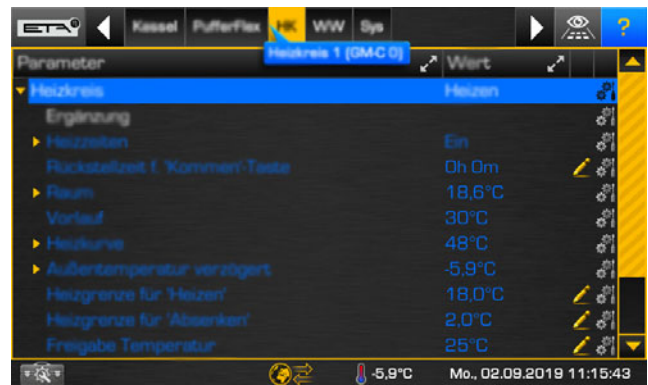 ETA
Kessel PufferFlex HK WW Sys ?
Heizkreis 1 (GM-C 0)
Parameter Wert
Heizkreis Heizen
Ergänzung
Heizzeiten Ein
Rückstellzeit f. 'Kommen'-Taste 0h 0m
Raum 18,6°C
Vorlauf 30°C
Heizkurve 48°C
Außentemperatur verzögert -5,9°C
Heizgrenze für 'Heizen' 18,0°C
Heizgrenze für 'Absenken' 2,0°C
Freigabe Temperatur 25°C
-5,9°C Mo., 02.09.2019 11:15:43